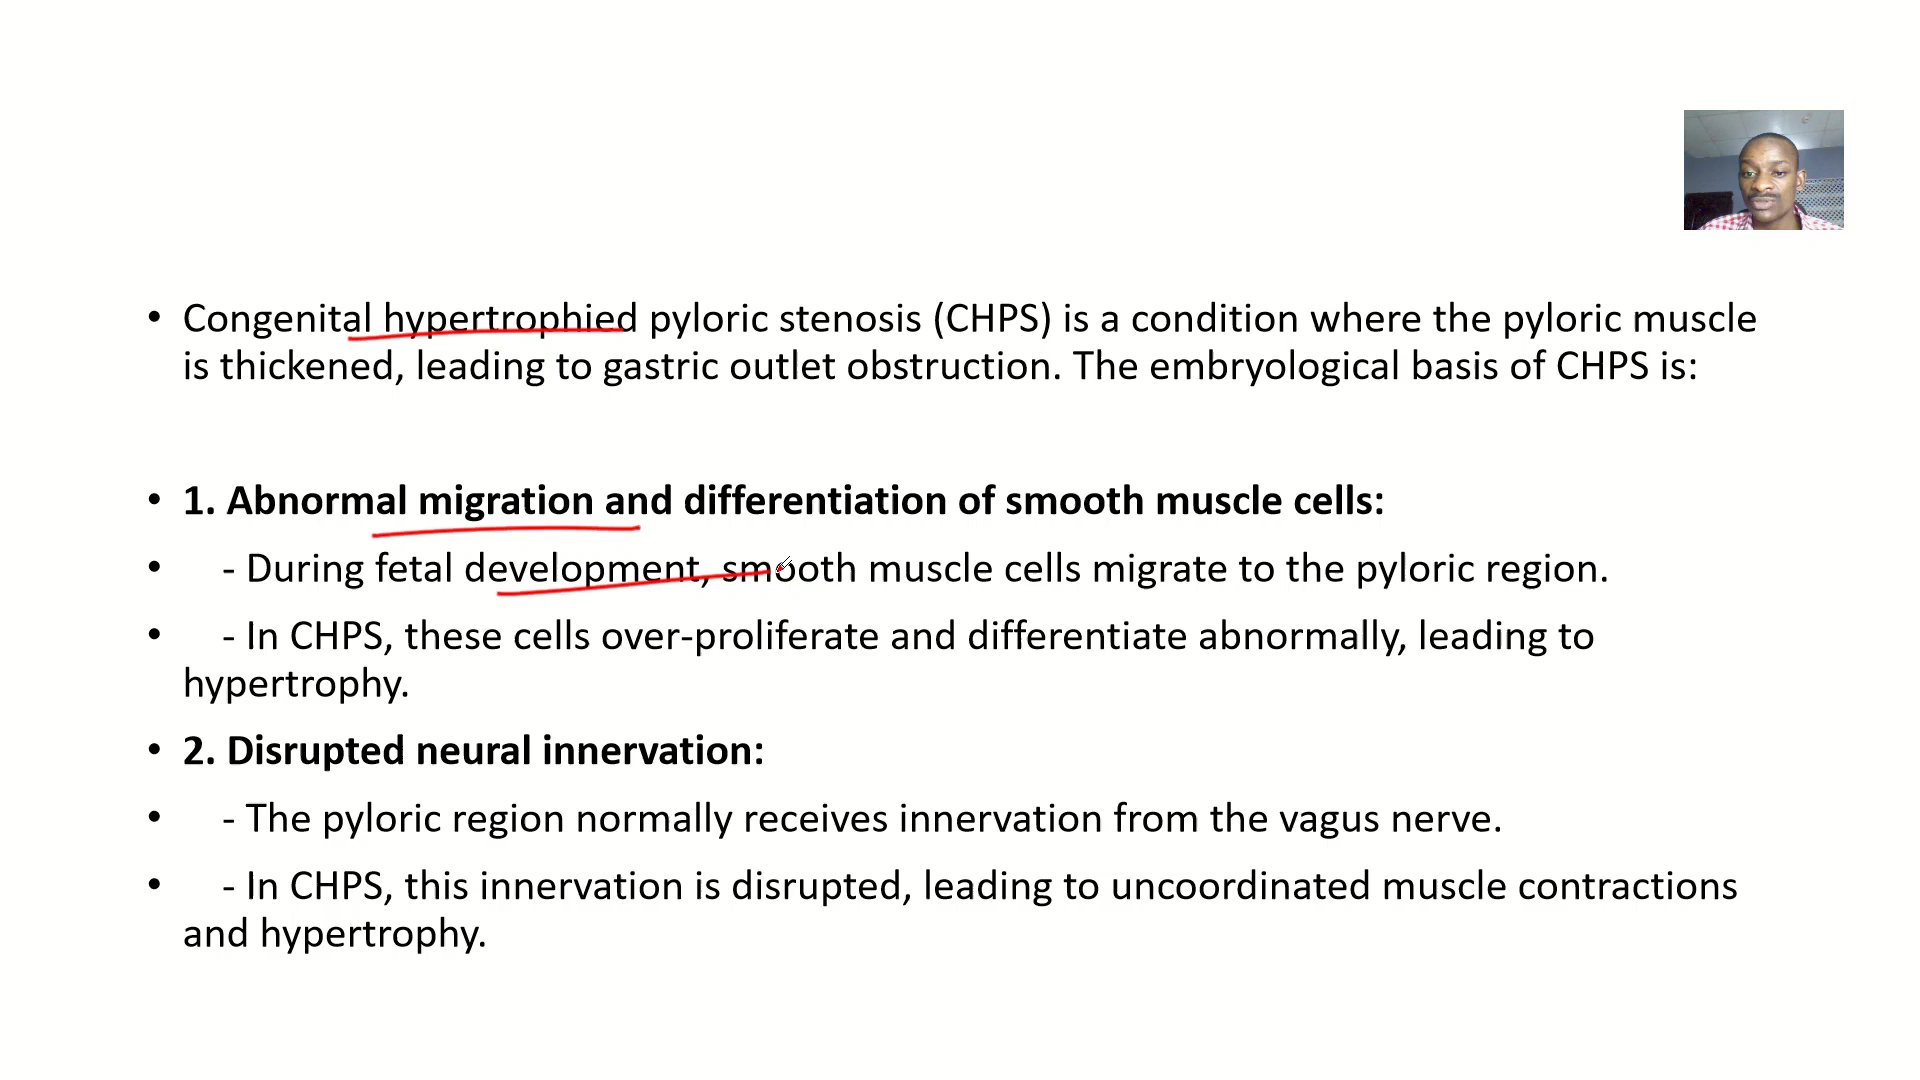 • Congenital hypertrophied pyloric stenosis (CHPS) is a condition where the pyloric muscle
is thickened, leading to gastric outlet obstruction. The embryological basis of CHPS is:
• 1. Abnormal migration and differentiation of smooth muscle cells:
• - During fetal development, smooth muscle cells migrate to the pyloric region.
• - In CHPS, these cells over-proliferate and differentiate abnormally, leading to
hypertrophy.
• 2. Disrupted neural innervation:
• - The pyloric region normally receives innervation from the vagus nerve.
• - In CHPS, this innervation is disrupted, leading to uncoordinated muscle contractions
and hypertrophy.